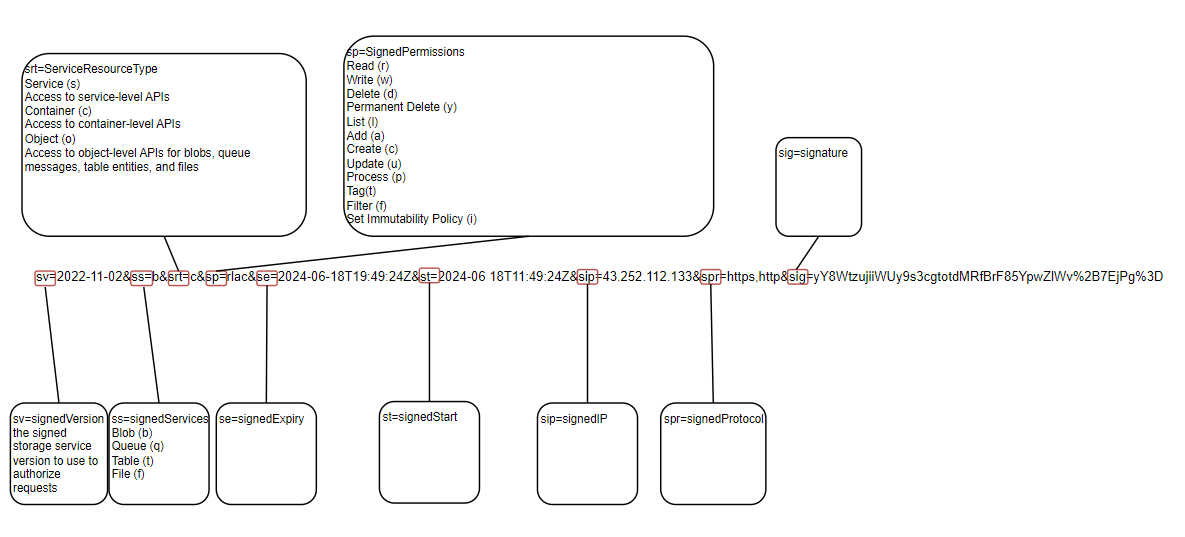 srt=ServiceResourceType
Service (s)
Access to service-level APIs
Container (c)
Access to container-level APIs
Object (o)
Access to object-level APIs for blobs, queue
messages, table entities, and files
sp=SignedPermissions
Read (r)
Write (w)
Delete (d)
Permanent Delete (y)
List (l)
Add (a)
Create (c)
Update (u)
Process (p)
Tag(t)
Filter (f)
Set Immutability Policy (i)
sig=signature
sv=2022-11-02&ss=b&srt=c&sp=rlac&se=2024-06-18T19:49:24Z&st=2024-06 18T11:49:24Z&sip=43.252.112.133&spr=https,http&sig=yY8WtzujiiWUy9s3cgtotdMRfBrF85YpwZlWv%2B7EjPg%3D
sv=signedVersion
the signed
storage service
version to use to
authorize
requests
ss=signedServices
Blob (b)
Queue (q)
Table (t)
File (f)
se=signedExpiry
st=signedStart
sip=signedIP
spr=signedProtocol